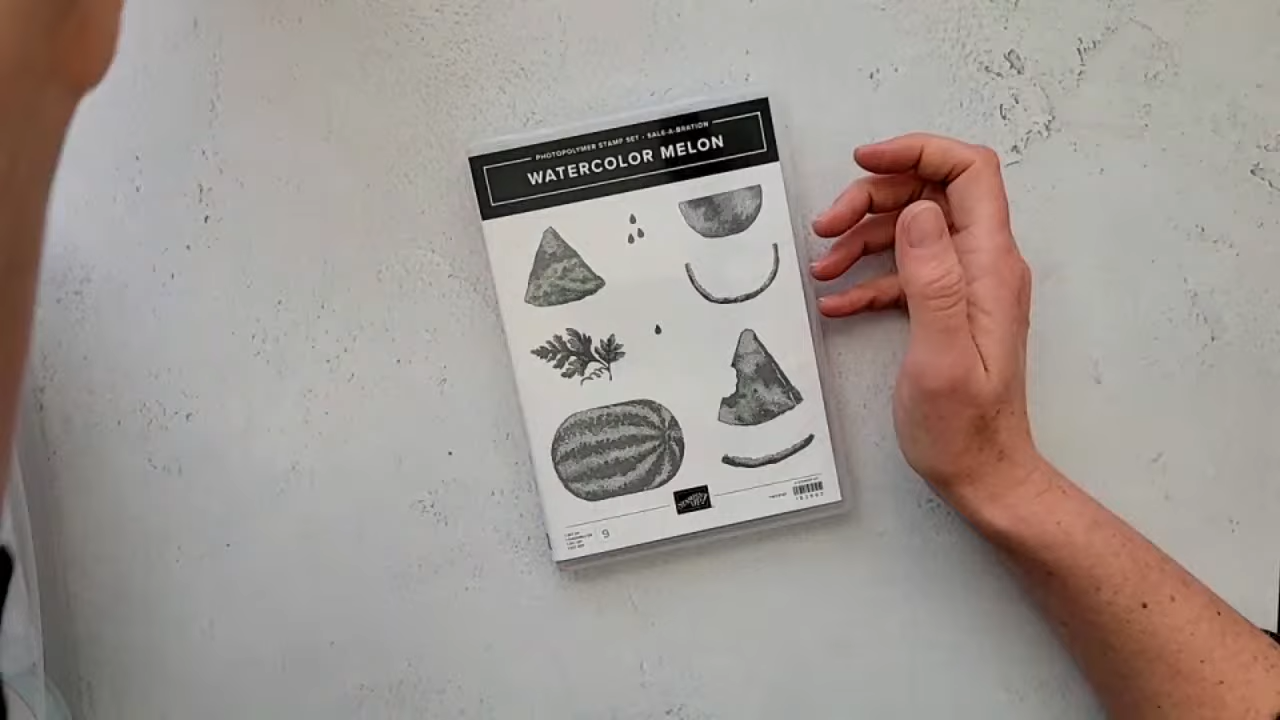 PHOTOPOLYMER STAMP SET • SALE-A-BRATION
WATERCOLOR MELON
9